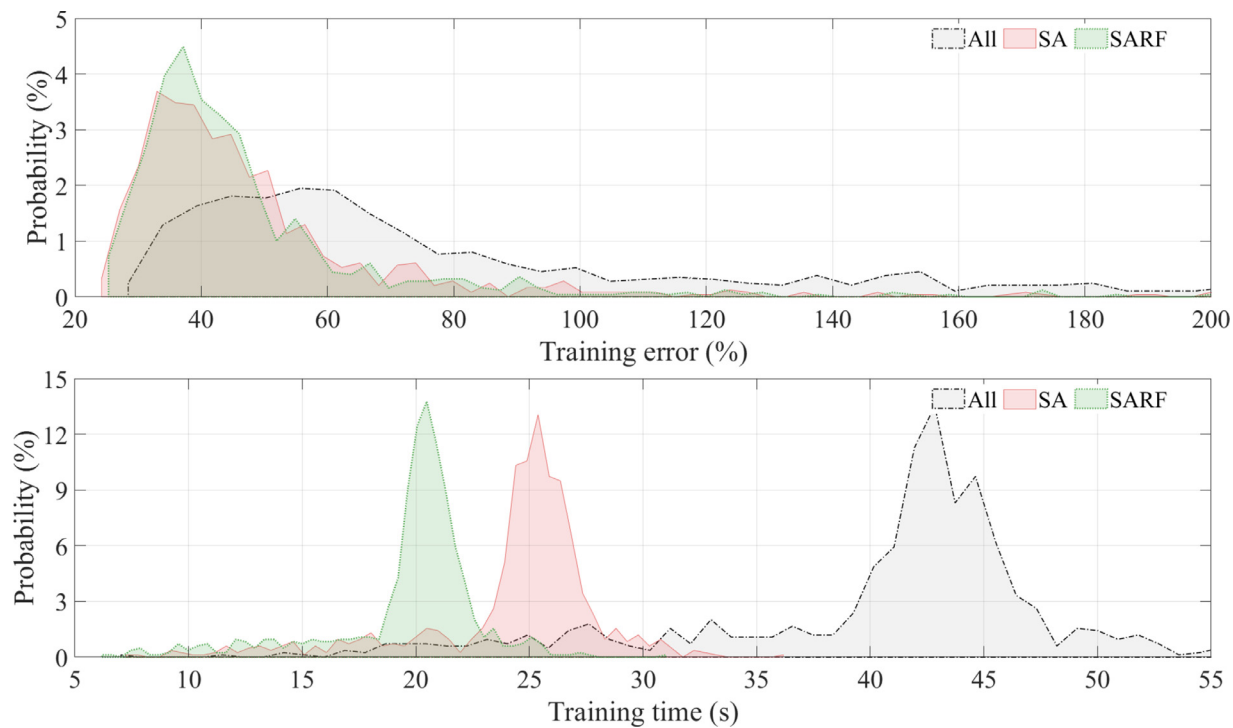 All SA SARF
Probability (%)
5
4
3
2
1
0
20 40 60 80 100 120 140 160 180 200
Training error (%)
All SA SARF
Probability (%)
15
12
9
6
3
0
5 10 15 20 25 30 35 40 45 50 55
Training time (s)